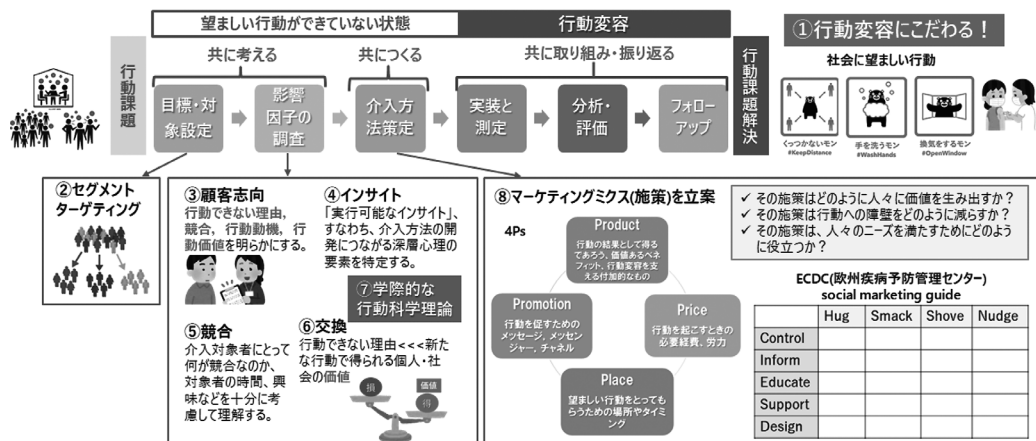 望ましい行動ができていない状態
行動変容
共に考える
共につくる
共に取り組み・振り返る
行動課題
目標・対
象設定
影響
因子の
調査
介入方
法策定
実装と
測定
分析・
評価
フォロー
アップ
行動課題解決
①行動変容にこだわる！
社会に望ましい行動
くっつかないモン
#KeepDistance
手を洗うモン
#WashHands
換気をするモン
#OpenWindow
②セグメント
ターゲティング
③顧客志向
行動できない理由,
競合，行動動機，行
動価値を明らかにする。
④インサイト
「実行可能なインサイト」、
すなわち、介入方法の開
発につながる深層心理の
要素を特定する。
⑦学際的な
行動科学理論
⑤競合
介入対象者にとって
何が競合なのか、
対象者の時間、興
味などを十分に考
慮して理解する。
⑥交換
行動できない理由<<<新た
な行動で得られる個人・社
会の価値
損
価値
得
⑧マーケティングミクス(施策)を立案
4Ps
Product
行動の結果として得る
であろう、価値あるベネ
フィット、行動変容を支
える付加的なもの
Promotion
行動を促すための
メッセージ，メッセン
ジャー，チャネル
Price
行動を起こすときの
必要経費、労力
Place
望ましい行動をとっても
らうための場所やタイミ
ング
✓ その施策はどのように人々に価値を生み出すか？
✓ その施策は行動への障壁をどのように減らすか？
✓ その施策は、人々のニーズを満たすためにどのよう
に役立つか？
ECDC(欧州疾病予防管理センター)
social marketing guide
Hug Smack Shove Nudge
Control
Inform
Educate
Support
Design